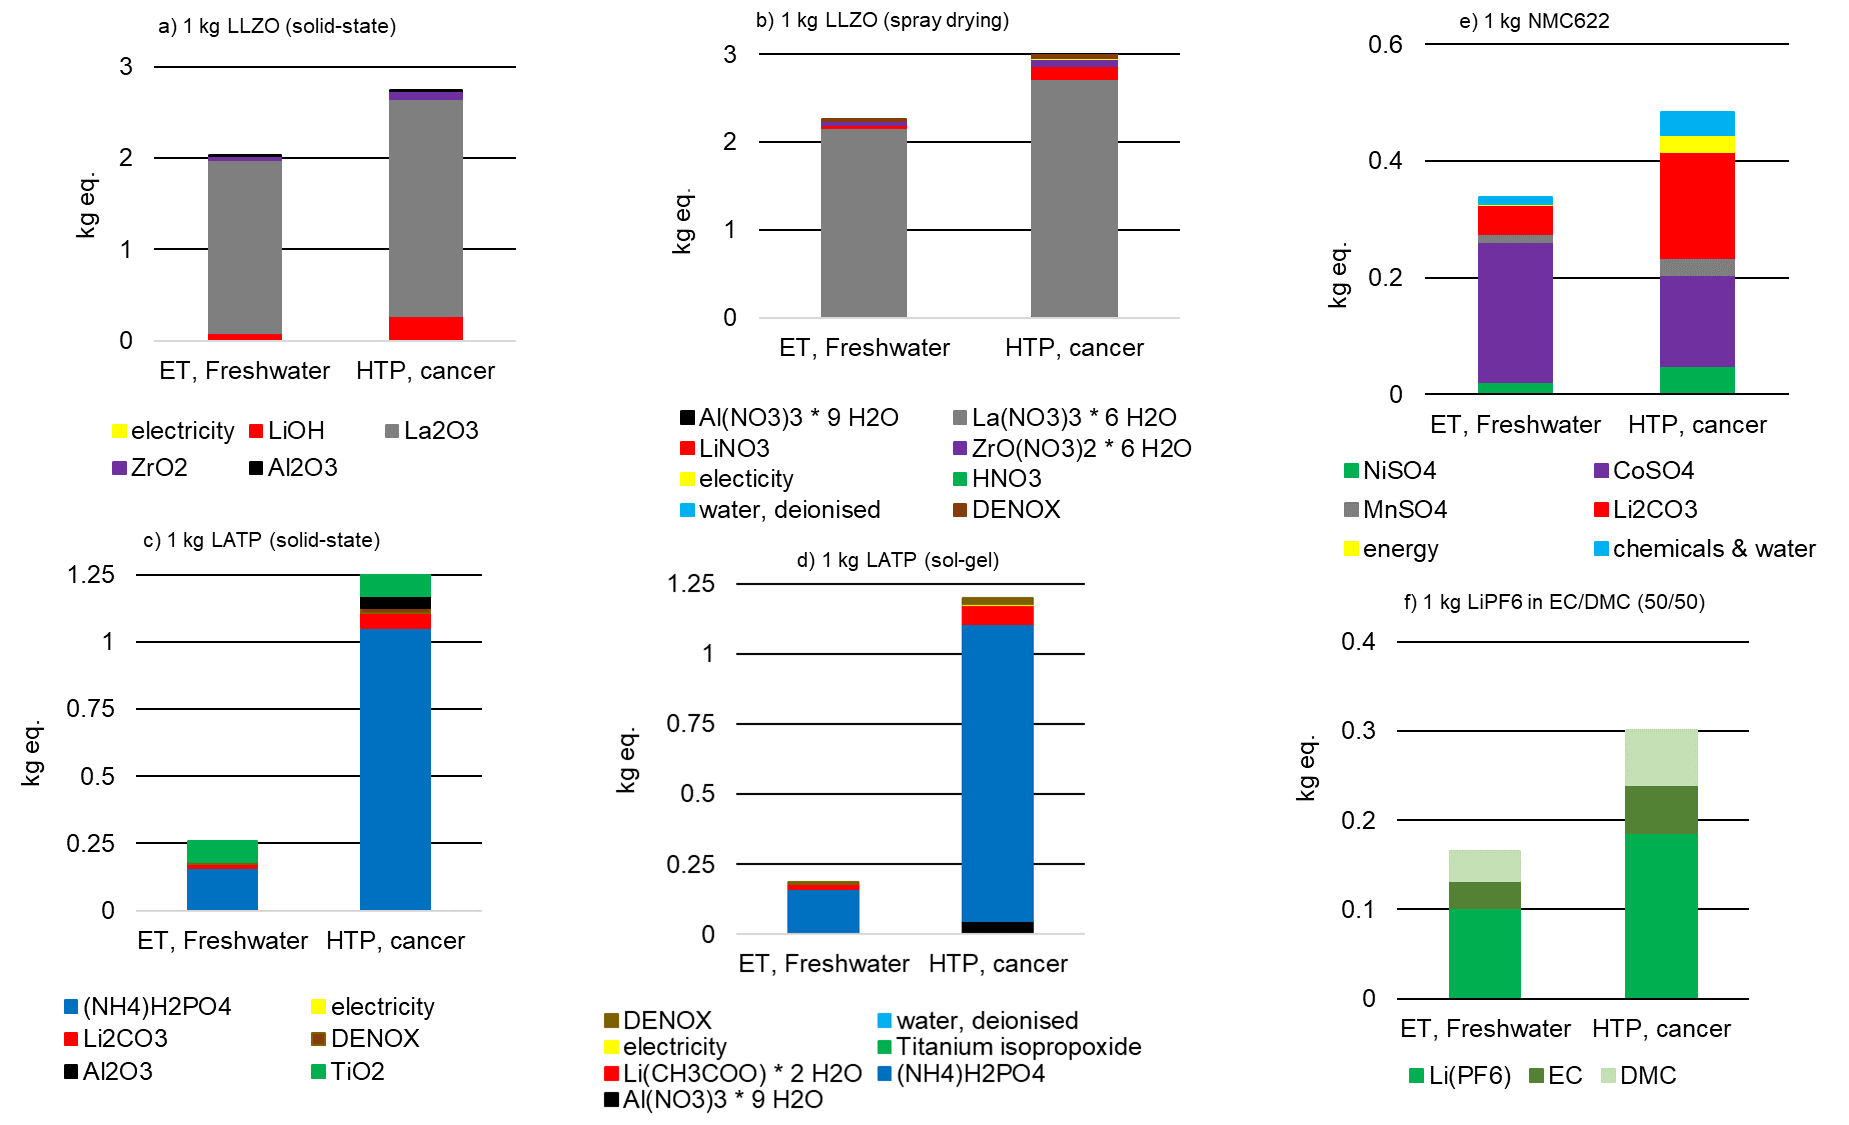 a) 1 kg LLZO (solid-state)
3
2
1
0
kg eq.
ET, Freshwater HTP, cancer
electricity LiOH La2O3
ZrO2 Al2O3
b) 1 kg LLZO (spray drying)
3
2
1
0
kg eq.
ET, Freshwater HTP, cancer
Al(NO3)3 * 9 H2O La(NO3)3 * 6 H2O
LiNO3 ZrO(NO3)2 * 6 H2O
electicity HNO3
water, deionised DENOX
e) 1 kg NMC622
0.6
0.4
0.2
0
kg eq.
ET, Freshwater HTP, cancer
NiSO4 CoSO4
MnSO4 Li2CO3
energy chemicals & water
c) 1 kg LATP (solid-state)
1.25
1
0.75
0.5
0.25
0
kg eq.
ET, Freshwater HTP, cancer
(NH4)H2PO4 electricity
Li2CO3 DENOX
Al2O3 TiO2
d) 1 kg LATP (sol-gel)
1.25
1
0.75
0.5
0.25
0
kg eq.
ET, Freshwater HTP, cancer
DENOX water, deionised
electricity Titanium isopropoxide
Li(CH3COO) * 2 H2O (NH4)H2PO4
Al(NO3)3 * 9 H2O
f) 1 kg LiPF6 in EC/DMC (50/50)
0.4
0.3
0.2
0.1
0
kg eq.
ET, Freshwater HTP, cancer
Li(PF6) EC DMC